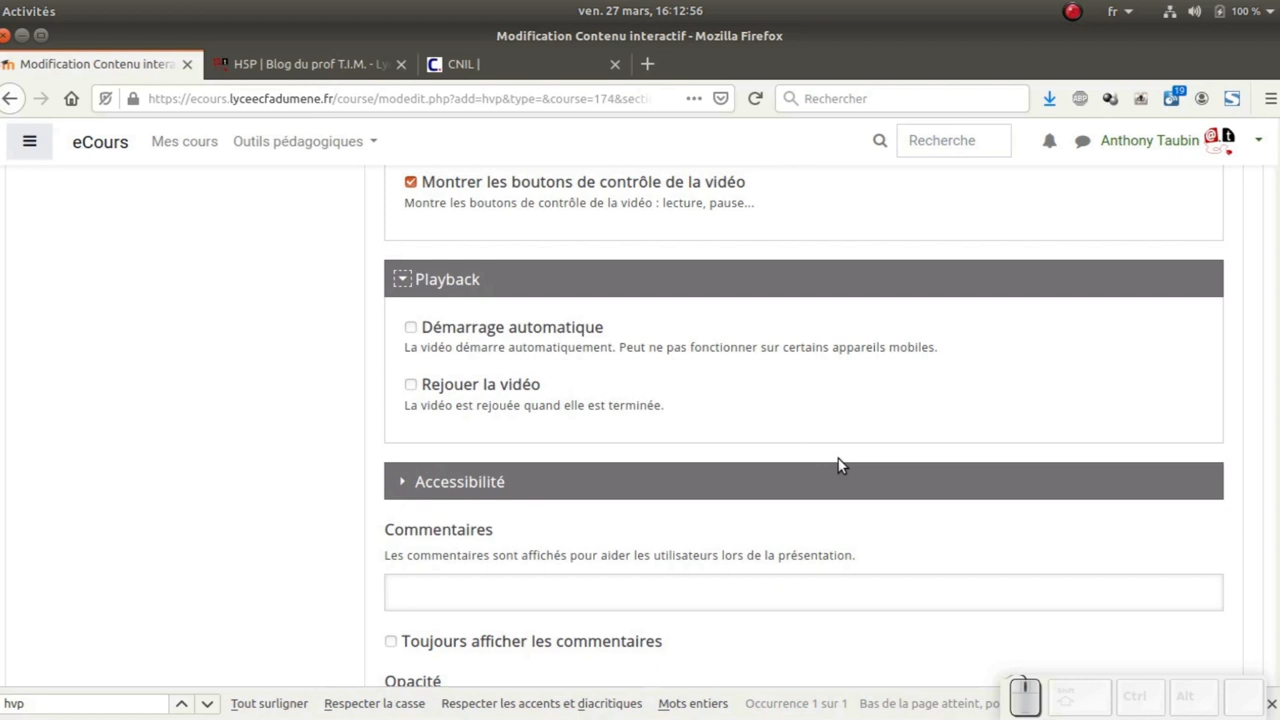 Activités
ven. 27 mars, 16:12:56
fr
100 %
Modification Contenu interactif - Mozilla Firefox
Modification Contenu intera
H5P | Blog du prof T.I.M. - Ly
CNIL |
https://ecours.lyceecfadumene.fr/course/modedit.php?add=hvp&type=&course=174&secti
Rechercher
19
eCours
Mes cours
Outils pédagogiques
Recherche
Anthony Taubin
Montrer les boutons de contrôle de la vidéo
Montre les boutons de contrôle de la vidéo : lecture, pause...
Playback
Démarrage automatique
La vidéo démarre automatiquement. Peut ne pas fonctionner sur certains appareils mobiles.
Rejouer la vidéo
La vidéo est rejouée quand elle est terminée.
Accessibilité
Commentaires
Les commentaires sont affichés pour aider les utilisateurs lors de la présentation.
Toujours afficher les commentaires
Opacité
hvp
Tout surligner
Respecter la casse
Respecter les accents et diacritiques
Mots entiers
Occurrence 1 sur 1
Bas de la page atteint, po
Shift
Ctrl
Alt